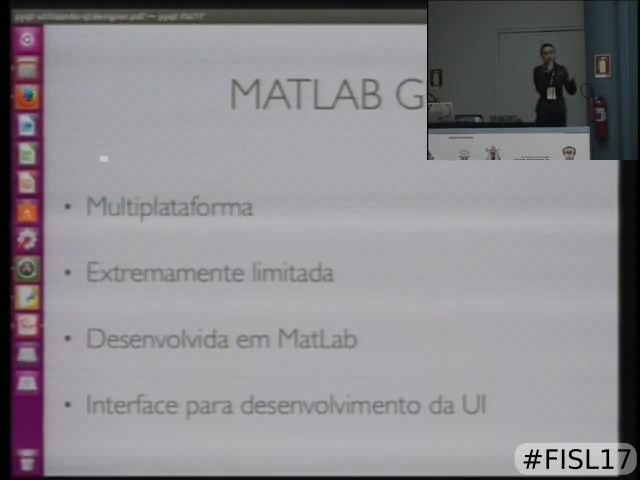 MATLAB G
• Multiplataforma
• Extremamente limitada
• Desenvolvida em MatLab
• Interface para desenvolvimento da UI
#FISL17